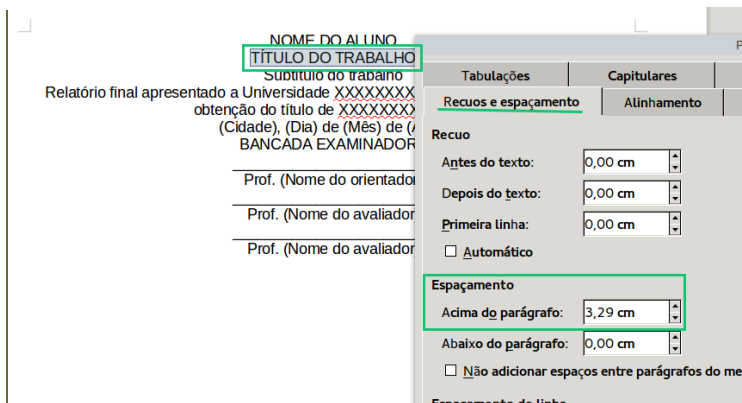 NOME DO ALUNO
TÍTULO DO TRABALHO
Subtítulo do trabalho
Relatório final apresentado a Universidade XXXXXXXX
obtenção do título de XXXXXXXX
(Cidade), (Dia) de (Mês) de (
BANCADA EXAMINADOR
Prof. (Nome do orientador
Prof. (Nome do avaliador
Prof. (Nome do avaliador
P
Tabulações
Capitulares
Recuos e espaçamento
Alinhamento
Recuo
Antes do texto: 0,00 cm
Depois do texto: 0,00 cm
Primeira linha: 0,00 cm
Automático
Espaçamento
Acima do parágrafo: 3,29 cm
Abaixo do parágrafo: 0,00 cm
Não adicionar espaços entre parágrafos do me
Espaçamento de linha